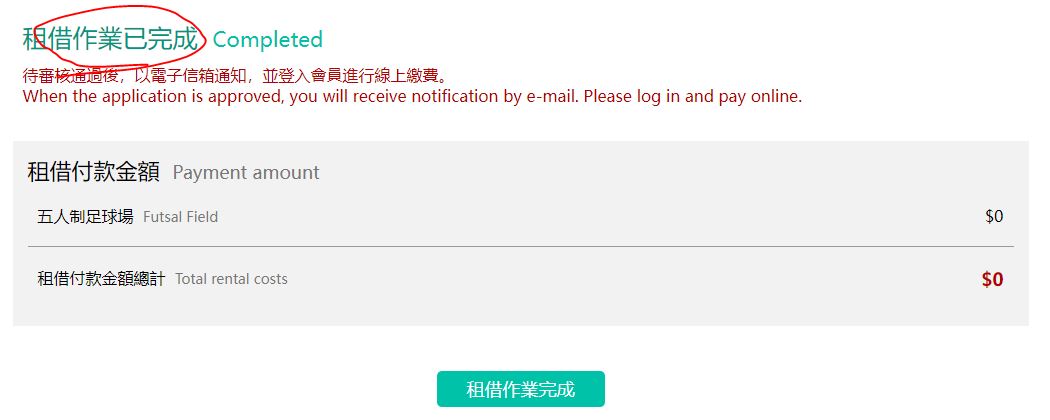 租借作業已完成 Completed
待審核通過後，以電子信箱通知，並登入會員進行線上繳費。
When the application is approved, you will receive notification by e-mail. Please log in and pay online.
租借付款金額 Payment amount
五人制足球場 Futsal Field $0
租借付款金額總計 Total rental costs $0
租借作業完成